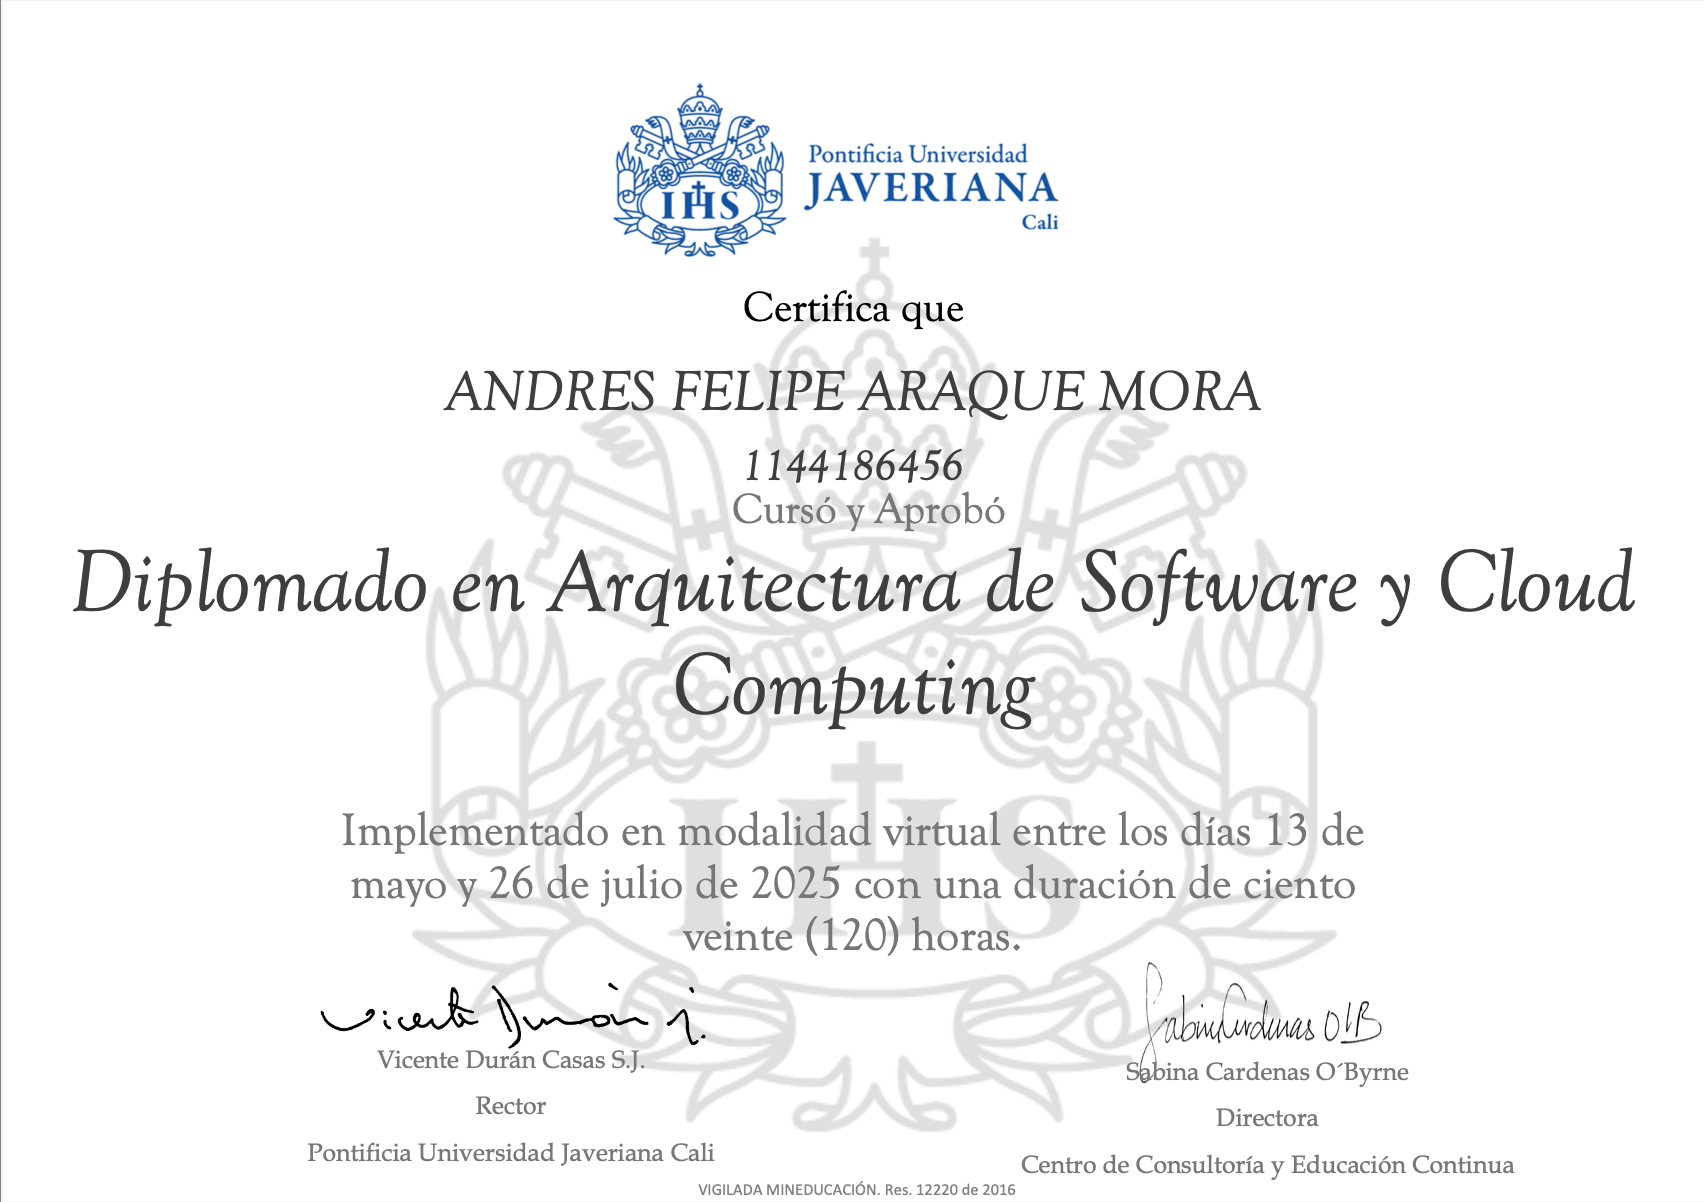 Pontificia Universidad
JAVERIANA
Cali
IHS
Certifica que
ANDRES FELIPE ARAQUE MORA
1144186456
Cursó y Aprobó
Diplomado en Arquitectura de Software y Cloud
Computing
IHS
Implementado en modalidad virtual entre los días 13 de
mayo y 26 de julio de 2025 con una duración de ciento
veinte (120) horas.
Vicente Durán S.J.
Sabina Cardenas O'B
Vicente Durán Casas S.J.
Sabina Cardenas O´Byrne
Rector
Directora
Pontificia Universidad Javeriana Cali
Centro de Consultoría y Educación Continua
VIGILADA MINEDUCACIÓN. Res. 12220 de 2016